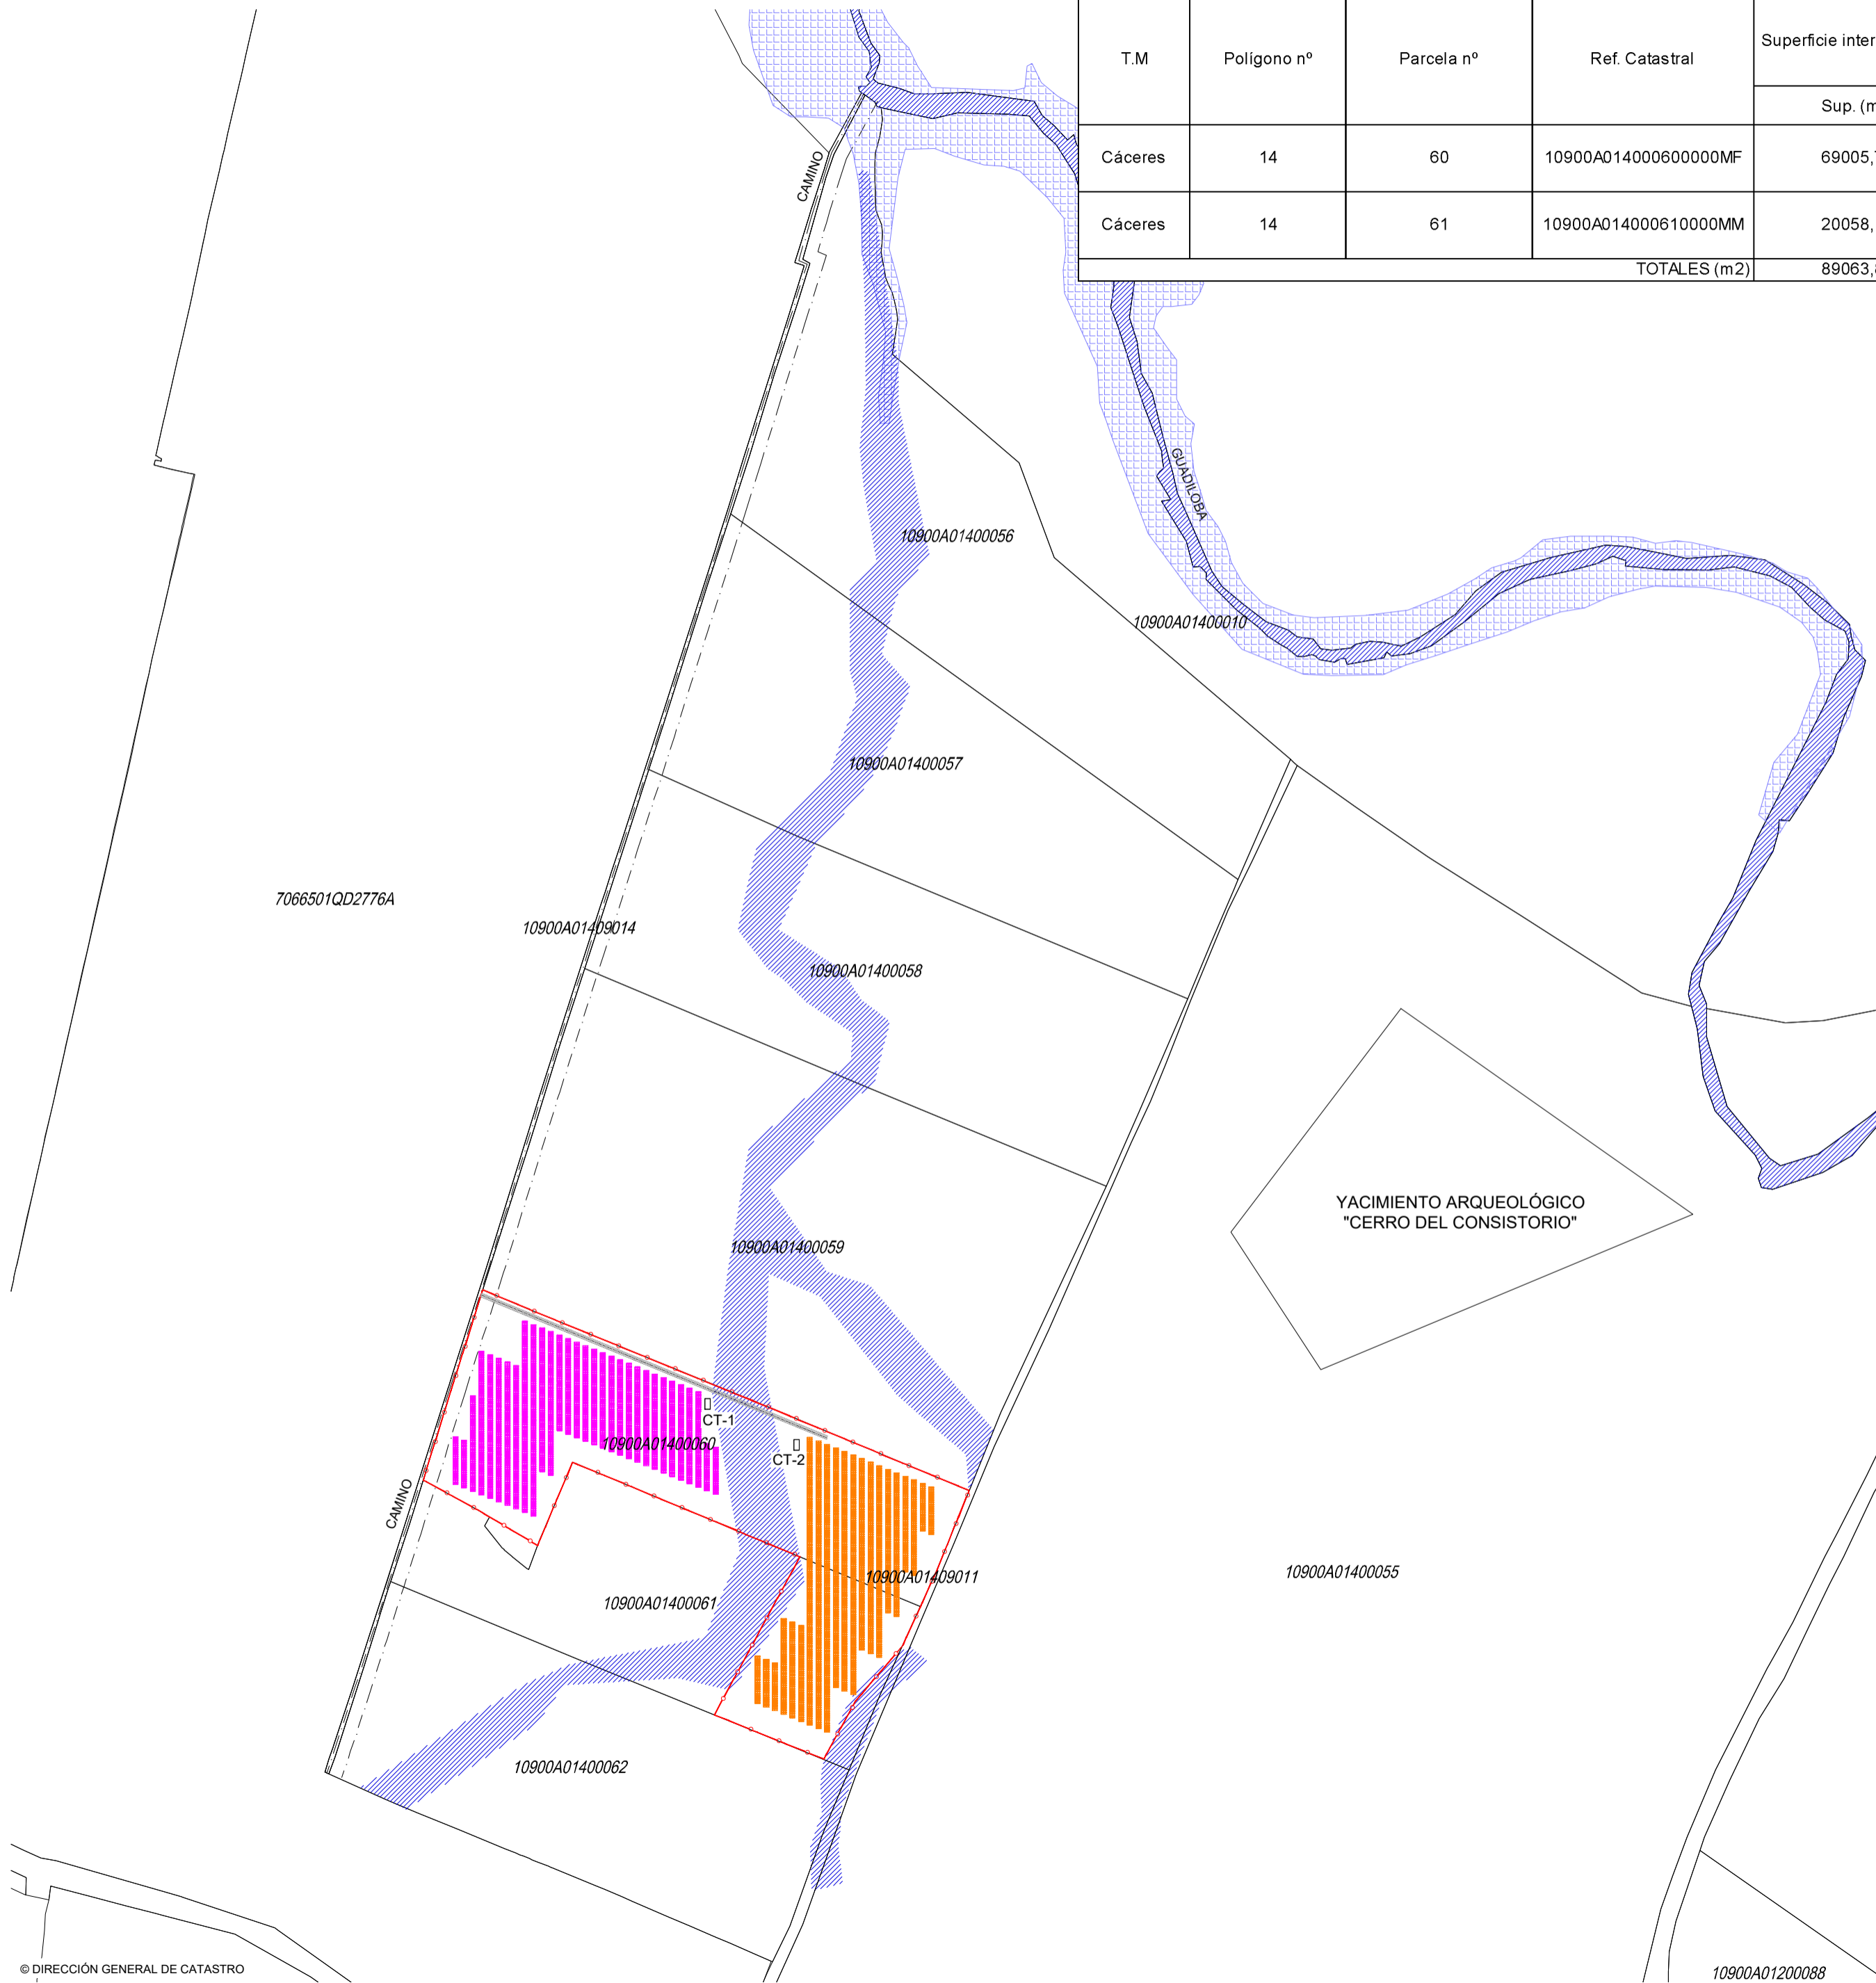 T.M Polígono nº Parcela nº Ref. Catastral Superficie
Sup.
Cáceres 14 60 10900A014000600000MF 69005,
Cáceres 14 61 10900A014000610000MM 20058,
TOTALES (m2) 89063,
CAMINO
GUADILOBA
10900A01400056
10900A01400010
10900A01400057
7066501QD2776A
10900A01409014
10900A01400058
YACIMIENTO ARQUEOLÓGICO
"CERRO DEL CONSISTORIO"
10900A01400059
CT-1
10900A01400060
CT-2
CAMINO
10900A01409011
10900A01400055
10900A01400061
10900A01400062
© DIRECCIÓN GENERAL DE CATASTRO
10900A01200088